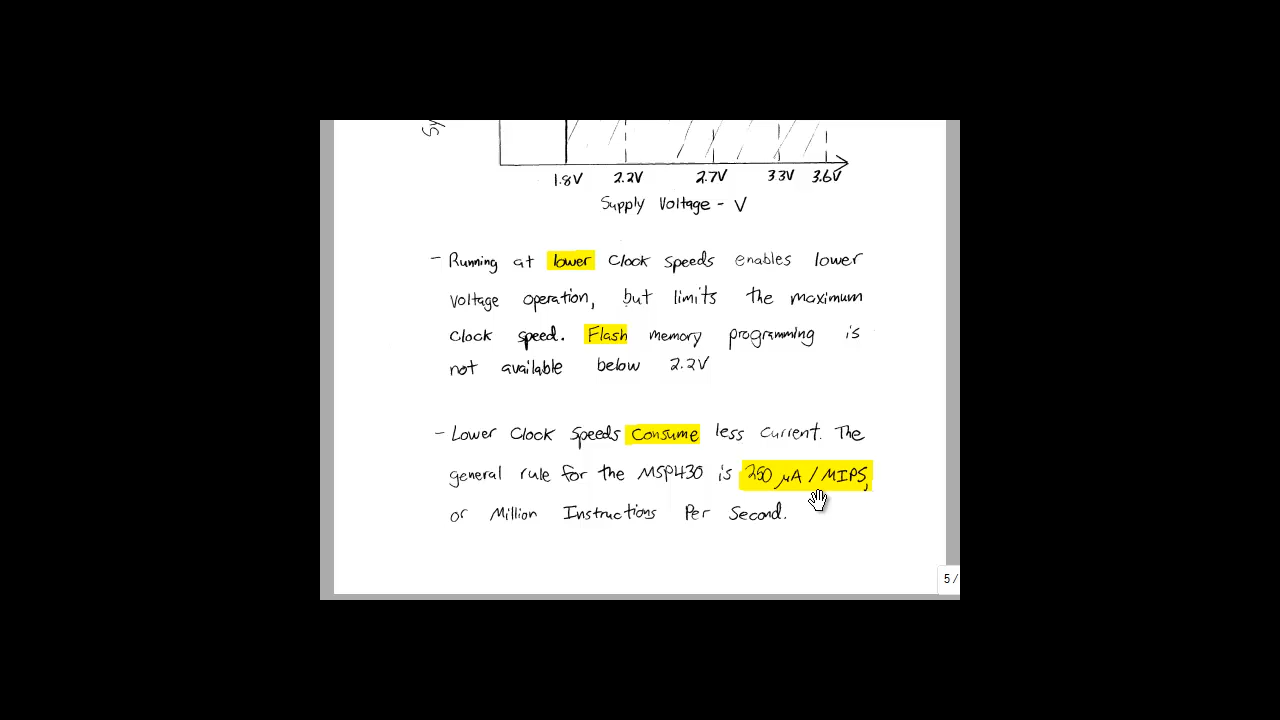 Sy
1.8V 2.2V 2.7V 3.3V 3.6V
Supply Voltage - V
- Running at lower clock speeds enables lower
voltage operation, but limits the maximum
clock speed. Flash memory programming is
not available below 2.2V
- Lower clock speeds consume less current. The
general rule for the MSP430 is 250 μA / MIPS,
or Million Instructions Per Second.
5 /